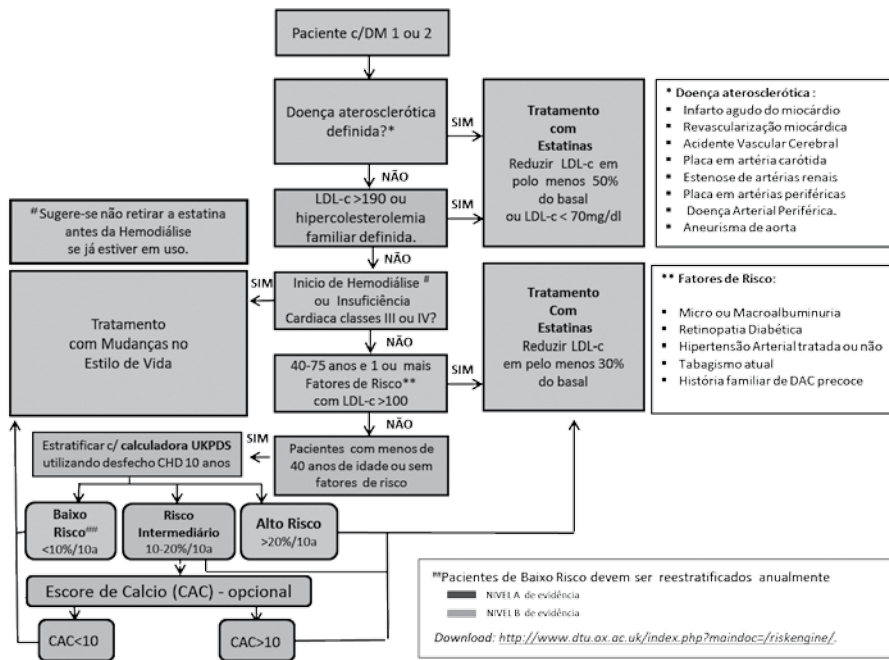 Paciente c/DM 1 ou 2
Doença aterosclerótica
definida?*
SIM
Tratamento
com
Estatinas
Reduzir LDL-c em
polo menos 50%
do basal
ou LDL-c < 70mg/dl
* Doença aterosclerótica :
Infarto agudo do miocárdio
Revascularização miocárdica
Acidente Vascular Cerebral
Placa em artéria carótida
Estenose de artérias renais
Placa em artérias periféricas
Doença Arterial Periférica.
Aneurisma de aorta
NÃO
LDL-c >190 ou
hipercolesterolemia
familiar definida.
SIM
#Sugere-se não retirar a estatina
antes da Hemodiálise
se já estiver em uso.
NÃO
Inicio de Hemodiálise #
ou Insuficiência
Cardiaca classes III ou IV?
SIM
Tratamento
com Mudanças no
Estilo de Vida
Tratamento
Com
Estatinas
Reduzir LDL-c
em pelo menos 30%
do basal
** Fatores de Risco:
Micro ou Macroalbuminuria
Retinopatia Diabética
Hipertensão Arterial tratada ou não
Tabagismo atual
História familiar de DAC precoce
NÃO
40-75 anos e 1 ou mais
Fatores de Risco**
com LDL-c >100
SIM
NÃO
Pacientes com menos de
40 anos de idade ou sem
fatores de risco
SIM
Estratificar c/ calculadora UKPDS
utilizando desfecho CHD 10 anos
Baixo
Risco##
<10%/10a
Risco
Intermediário
10-20%/10a
Alto Risco
>20%/10a
Escore de Calcio (CAC) - opcional
CAC<10
CAC>10
##Pacientes de Baixo Risco devem ser reestratificados anualmente
NIVEL A de evidência
NIVEL B de evidência
Download: http://www.dtu.ox.ac.uk/index.php?maindoc=/riskengine/.